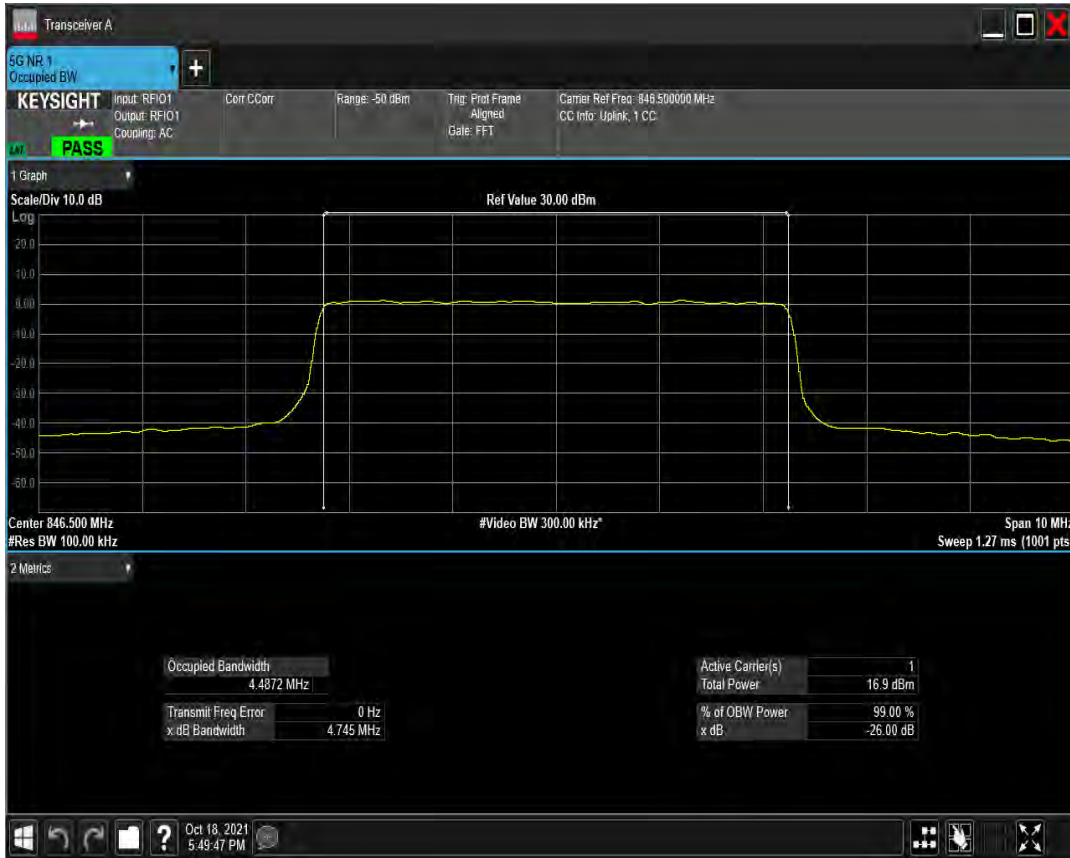 Transceiver A
5G NR 1
Occupied BW
+
KEYSIGHT
Input: RFIO1
Output: RFIO1
Coupling: AC
Corr CCorr
Range: -50 dBm
Trig: Prot Frame
Aligned
Gate: FFT
Carrier Ref Freq: 846.500000 MHz
CC Info: Uplink, 1 CC
PASS
1 Graph
Scale/Div 10.0 dB
Ref Value 30.00 dBm
Log
20.0
10.0
0.00
-10.0
-20.0
-30.0
-40.0
-50.0
-60.0
Center 846.500 MHz
#Video BW 300.00 kHz*
Span 10 MHz
#Res BW 100.00 kHz
Sweep 1.27 ms (1001 pts
2 Metrics
Occupied Bandwidth
4.4872 MHz
Transmit Freq Error 0 Hz
x dB Bandwidth 4.745 MHz
Active Carrier(s) 1
Total Power 16.9 dBm
% of OBW Power 99.00 %
x dB -26.00 dB
?
Oct 18, 2021
5:49:47 PM